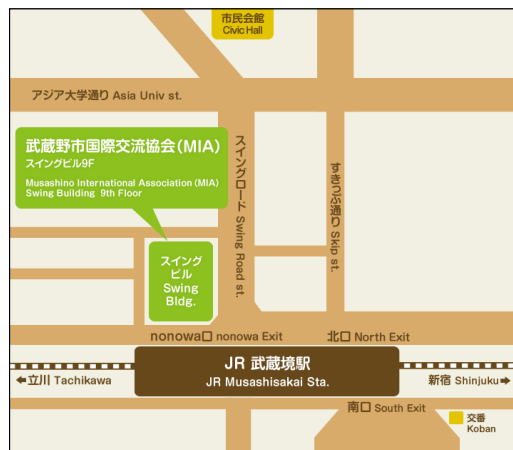 市民会館
Civic Hall
アジア大学通り Asia Univ st.
武蔵野市国際交流協会(MIA)
スイングビル9F
Musashino International Association (MIA)
Swing Building 9th Floor
スイングロード Swing Road st.
すきっぷ通り Skip st.
スイング
ビル
Swing
Bldg.
nonowa口 nonowa Exit
北口 North Exit
JR 武蔵境駅
JR Musashisakai Sta.
←立川 Tachikawa
新宿 Shinjuku→
南口 South Exit
交番
Koban